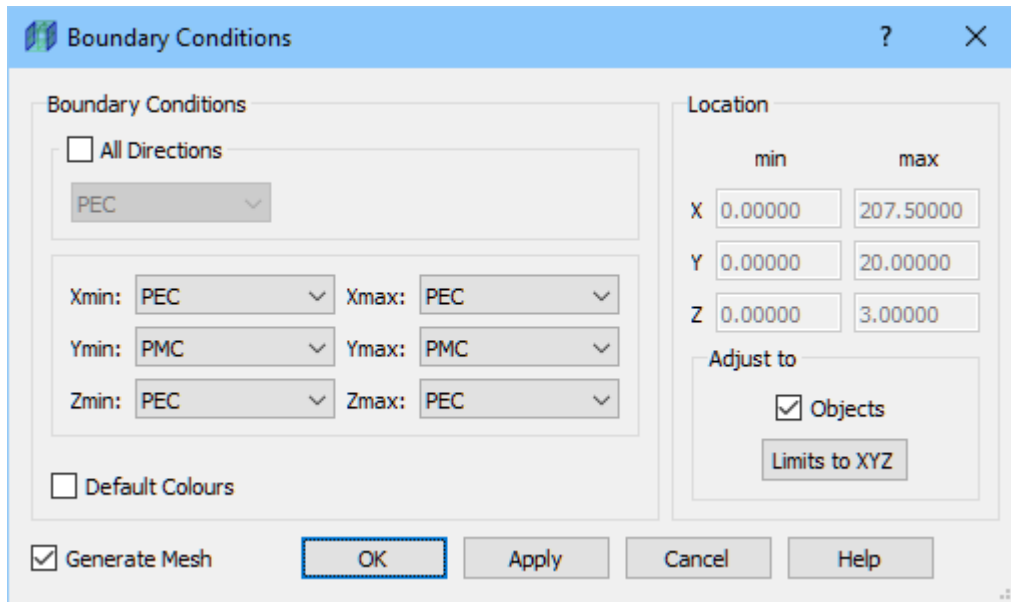 Boundary Conditions ?
Boundary Conditions
All Directions
PEC
Xmin: PEC Xmax: PEC
Ymin: PMC Ymax: PMC
Zmin: PEC Zmax: PEC
Default Colours
Location
min max
X 0.00000 207.50000
Y 0.00000 20.00000
Z 0.00000 3.00000
Adjust to
Objects
Limits to XYZ
Generate Mesh OK Apply Cancel Help